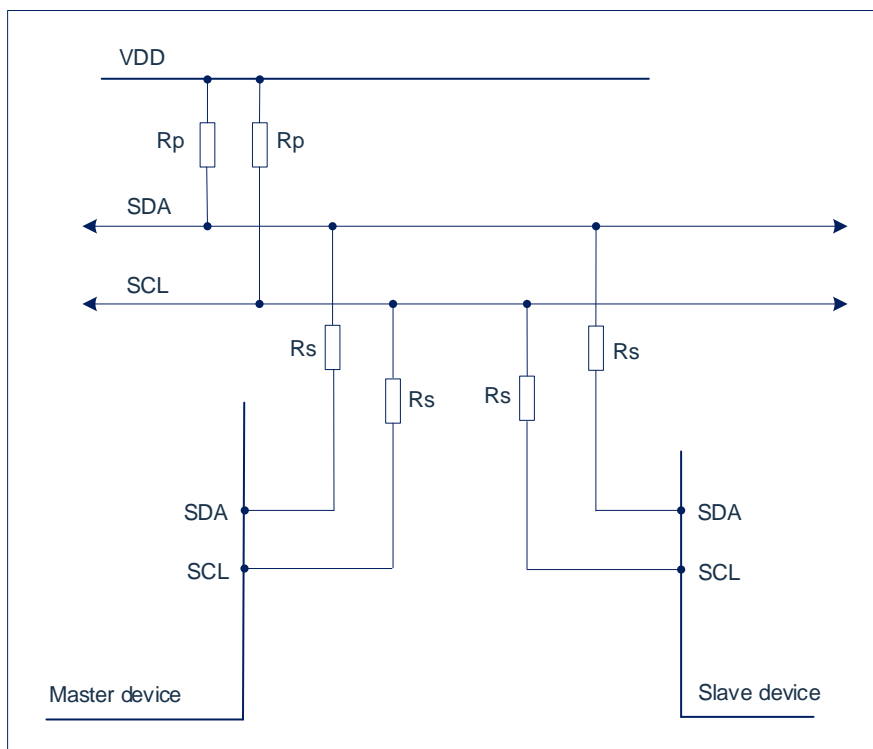 VDD
Rp
Rp
SDA
SCL
Rs
Rs
Rs
Rs
SDA
SDA
SCL
SCL
Master device
Slave device